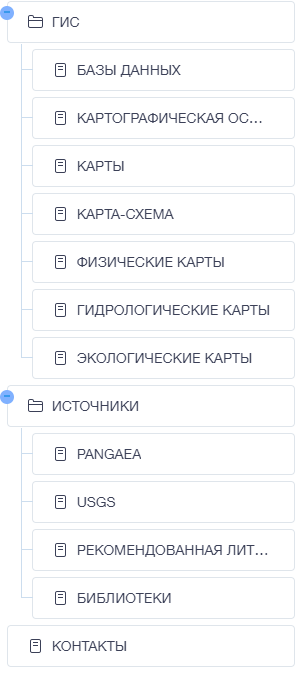 ГИС
БАЗЫ ДАННЫХ
КАРТОГРАФИЧЕСКАЯ ОС...
КАРТЫ
КАРТА-СХЕМА
ФИЗИЧЕСКИЕ КАРТЫ
ГИДРОЛОГИЧЕСКИЕ КАРТЫ
ЭКОЛОГИЧЕСКИЕ КАРТЫ
ИСТОЧНИКИ
PANGAEA
USGS
РЕКОМЕНДОВАННАЯ ЛИТ...
БИБЛИОТЕКИ
КОНТАКТЫ